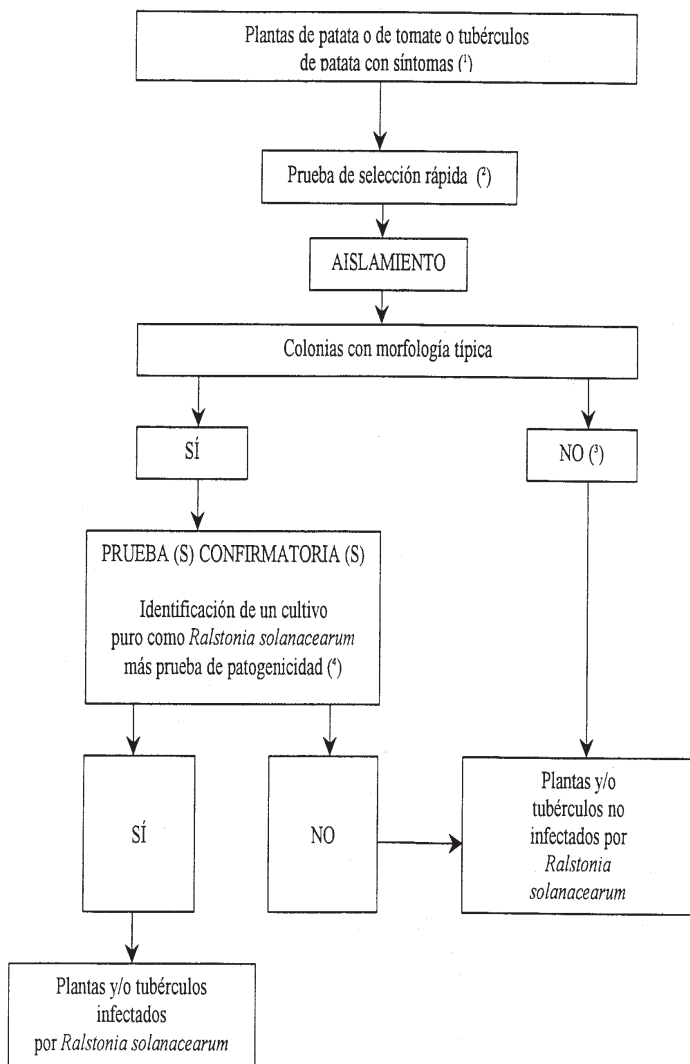 Plantas de patata o de tomate o tubérculos
de patata con síntomas (¹)
Prueba de selección rápida (²)
AISLAMIENTO
Colonias con morfología típica
SÍ
NO (³)
PRUEBA (S) CONFIRMATORIA (S)
Identificación de un cultivo
puro como Ralstonia solanacearum
más prueba de patogenicidad (⁴)
SÍ
NO
Plantas y/o
tubérculos no
infectados por
Ralstonia
solanacearum
Plantas y/o tubérculos
infectados
por Ralstonia solanacearum